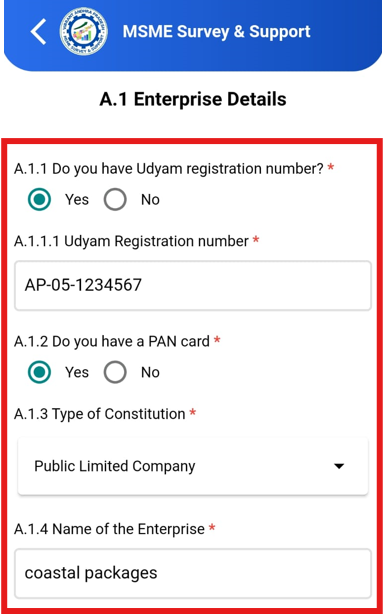 MSME Survey & Support
A.1 Enterprise Details
A.1.1 Do you have Udyam registration number? *
Yes No
A.1.1.1 Udyam Registration number *
AP-05-1234567
A.1.2 Do you have a PAN card *
Yes No
A.1.3 Type of Constitution *
Public Limited Company
A.1.4 Name of the Enterprise *
coastal packages